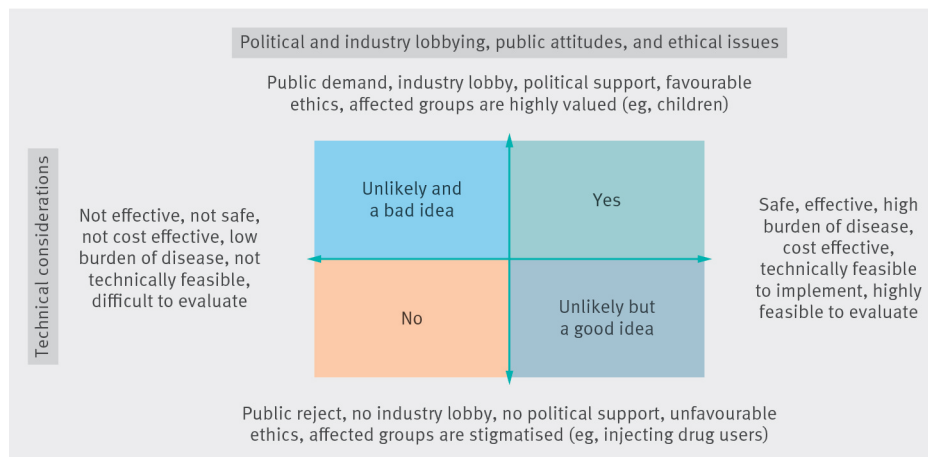 Political and industry lobbying, public attitudes, and ethical issues
Public demand, industry lobby, political support, favourable
ethics, affected groups are highly valued (eg, children)
Technical considerations
Not effective, not safe,
not cost effective, low
burden of disease, not
technically feasible,
difficult to evaluate
Unlikely and
a bad idea
Yes
No
Unlikely but
a good idea
Safe, effective, high
burden of disease,
cost effective,
technically feasible
to implement, highly
feasible to evaluate
Public reject, no industry lobby, no political support, unfavourable
ethics, affected groups are stigmatised (eg, injecting drug users)